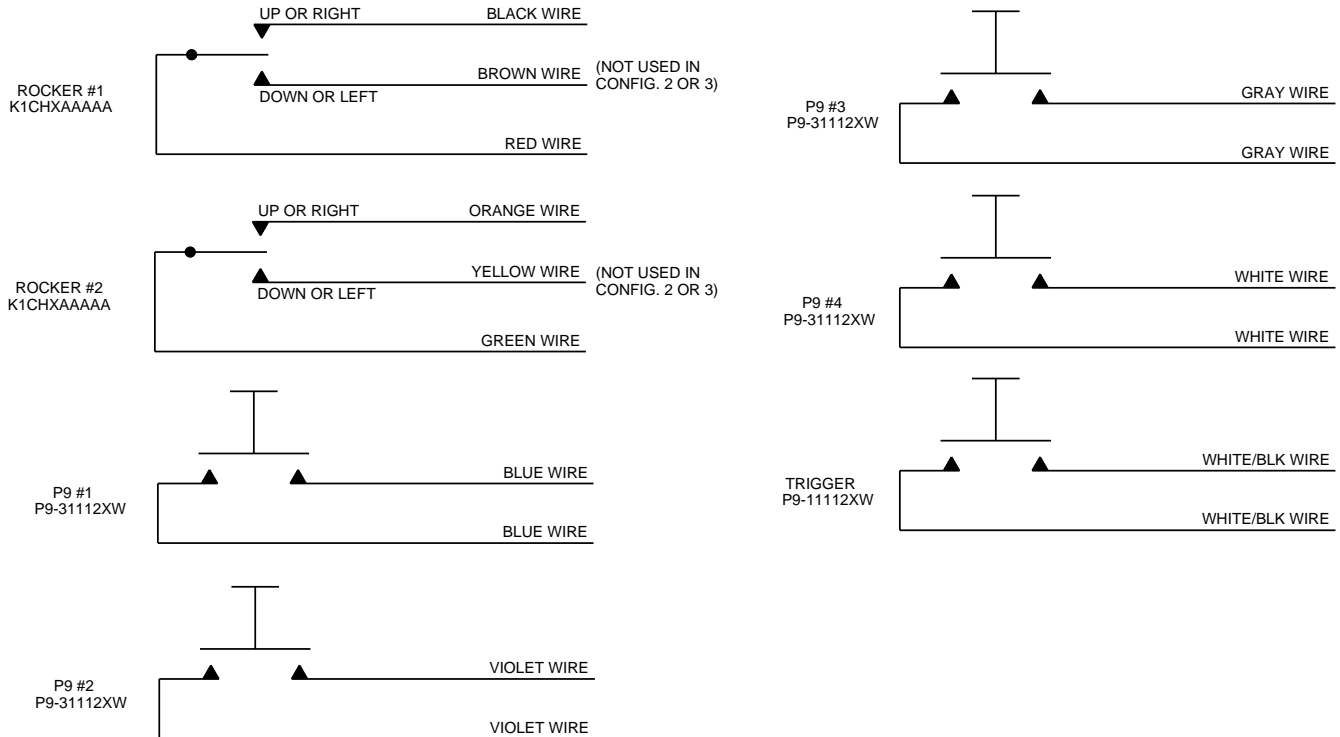 UP OR RIGHT
BLACK WIRE
ROCKER #1
K1CHXAAAAA
BROWN WIRE
(NOT USED IN
CONFIG. 2 OR 3)
DOWN OR LEFT
RED WIRE
UP OR RIGHT
ORANGE WIRE
ROCKER #2
K1CHXAAAAA
YELLOW WIRE
(NOT USED IN
CONFIG. 2 OR 3)
DOWN OR LEFT
GREEN WIRE
P9 #1
P9-31112XW
BLUE WIRE
BLUE WIRE
P9 #2
P9-31112XW
VIOLET WIRE
VIOLET WIRE
P9 #3
P9-31112XW
GRAY WIRE
GRAY WIRE
P9 #4
P9-31112XW
WHITE WIRE
WHITE WIRE
TRIGGER
P9-11112XW
WHITE/BLK WIRE
WHITE/BLK WIRE